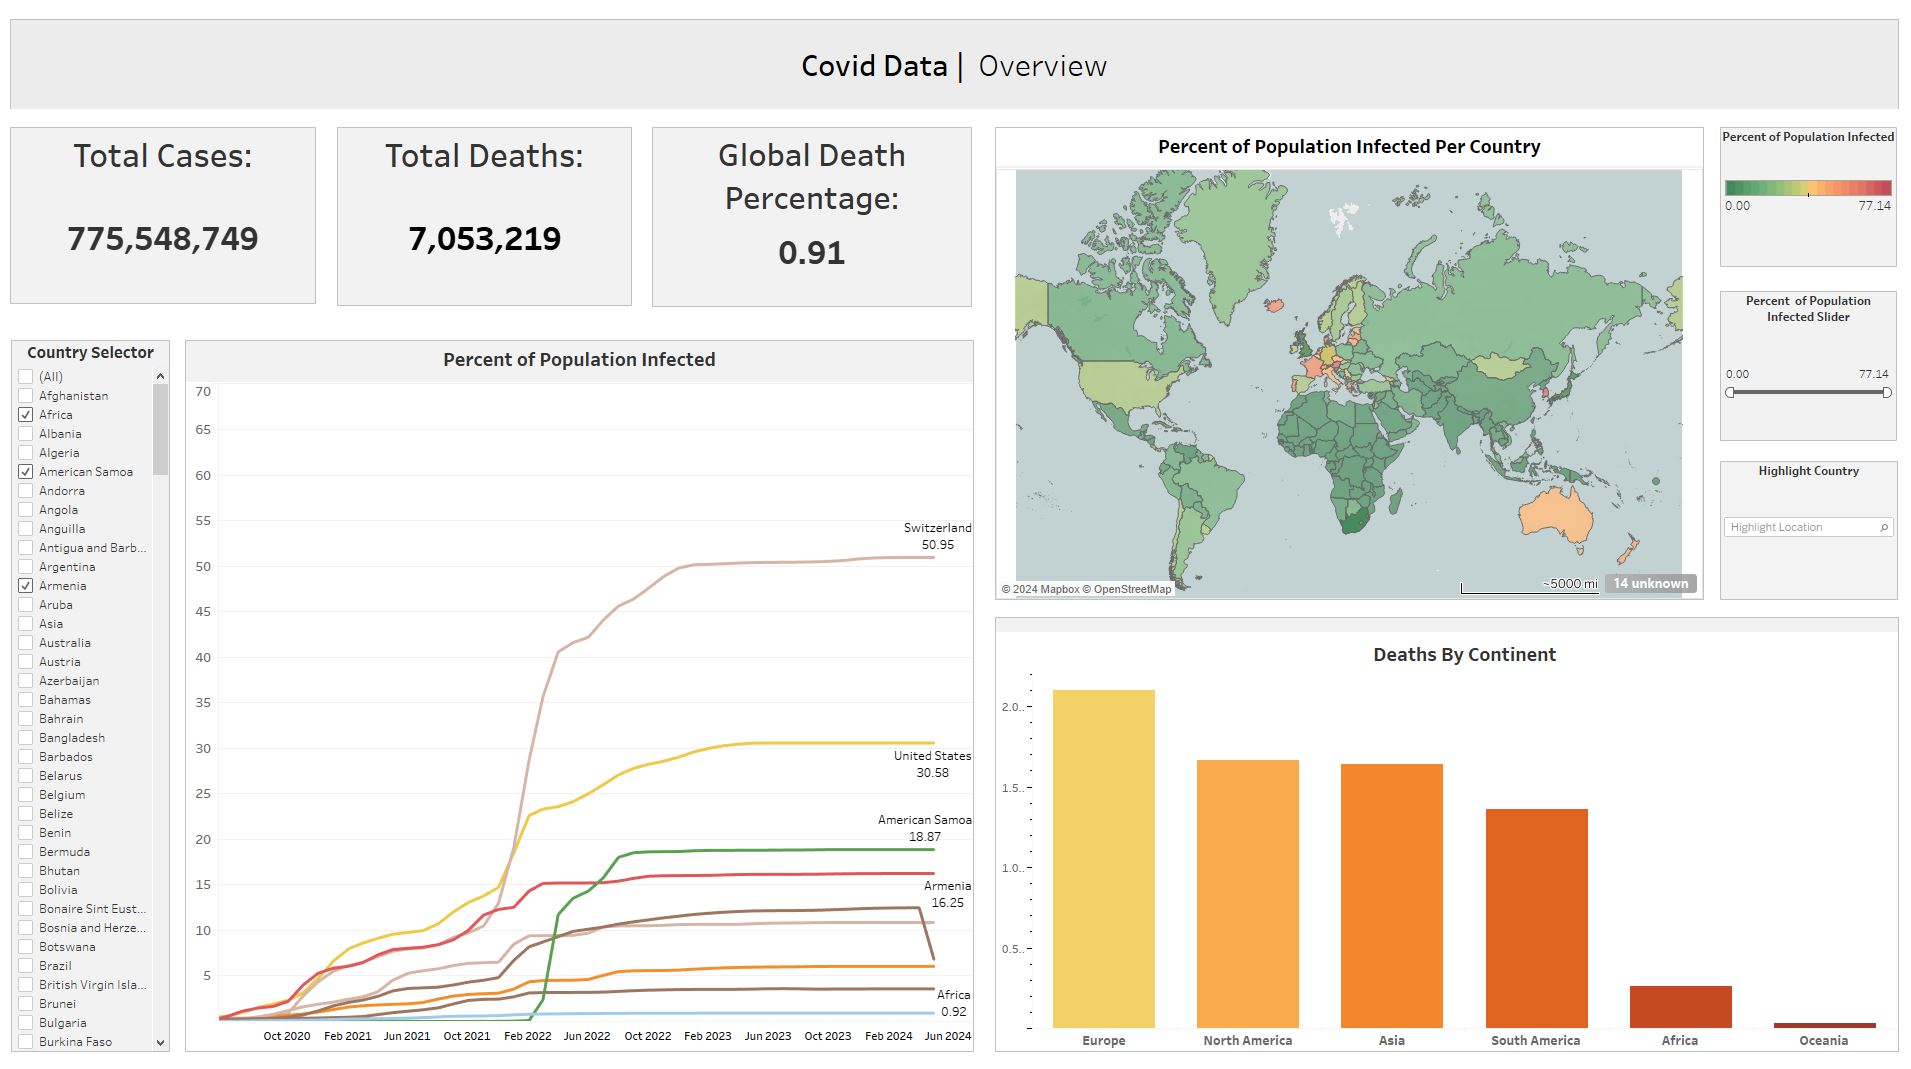 Covid Data | Overview
Total Cases:
775,548,749
Total Deaths:
7,053,219
Global Death
Percentage:
0.91
Percent of Population Infected Per Country
© 2024 Mapbox © OpenStreetMap
~5000 mi
14 unknown
Percent of Population Infected
0.00 77.14
Percent of Population
Infected Slider
0.00 77.14
Highlight Country
Highlight Location
Country Selector
(All)
Afghanistan
Africa
Albania
Algeria
American Samoa
Andorra
Angola
Anguilla
Antigua and Barb...
Argentina
Armenia
Aruba
Asia
Australia
Austria
Azerbaijan
Bahamas
Bahrain
Bangladesh
Barbados
Belarus
Belgium
Belize
Benin
Bermuda
Bhutan
Bolivia
Bonaire Sint Eust...
Bosnia and Herze...
Botswana
Brazil
British Virgin Isla...
Brunei
Bulgaria
Burkina Faso
Percent of Population Infected
70
65
60
55
50
45
40
35
30
25
20
15
10
5
Switzerland
50.95
United States
30.58
American Samoa
18.87
Armenia
16.25
Africa
0.92
Oct 2020 Feb 2021 Jun 2021 Oct 2021 Feb 2022 Jun 2022 Oct 2022 Feb 2023 Jun 2023 Oct 2023 Feb 2024 Jun 2024
Deaths By Continent
2.0..
1.5..
1.0..
0.5..
Europe North America Asia South America Africa Oceania